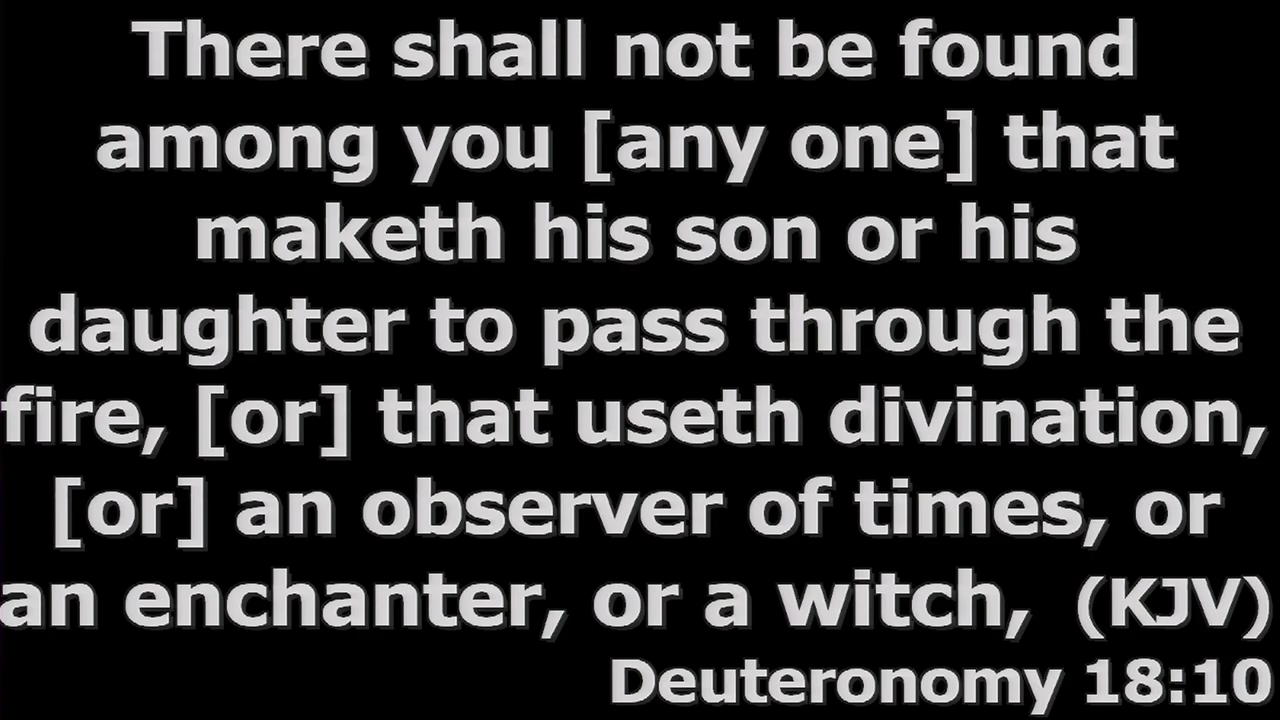 There shall not be found
among you [any one] that
maketh his son or his
daughter to pass through the
fire, [or] that useth divination,
[or] an observer of times, or
an enchanter, or a witch, (KJV)
Deuteronomy 18:10